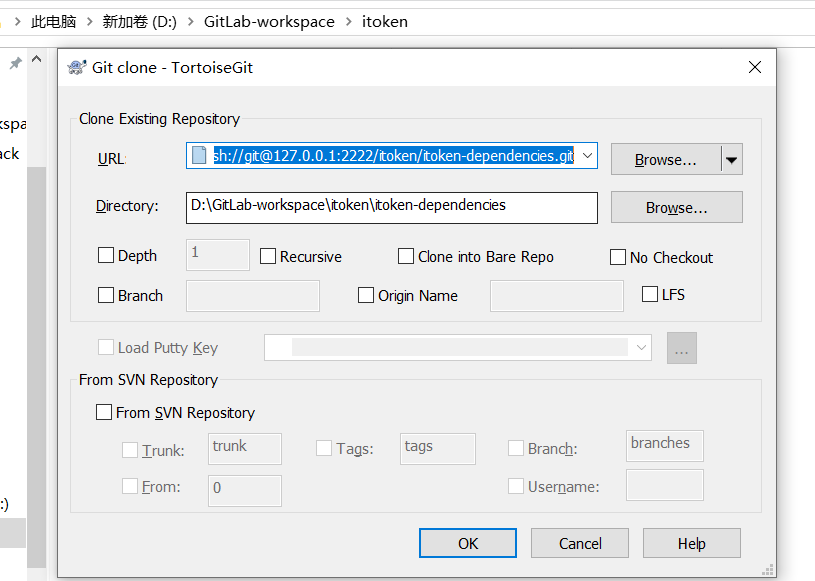 此电脑 > 新加卷 (D:) > GitLab-workspace > itoken
Git clone - TortoiseGit
Clone Existing Repository
URL: sh://git@127.0.0.1:2222/itoken/itoken-dependencies.git Browse...
Directory: D:\GitLab-workspace\itoken\itoken-dependencies Browse...
Depth 1 Recursive Clone into Bare Repo No Checkout
Branch Origin Name LFS
Load Putty Key ...
From SVN Repository
From SVN Repository
Trunk: trunk Tags: tags Branch: branches
From: 0 Username:
OK Cancel Help
kspa
ack
:)